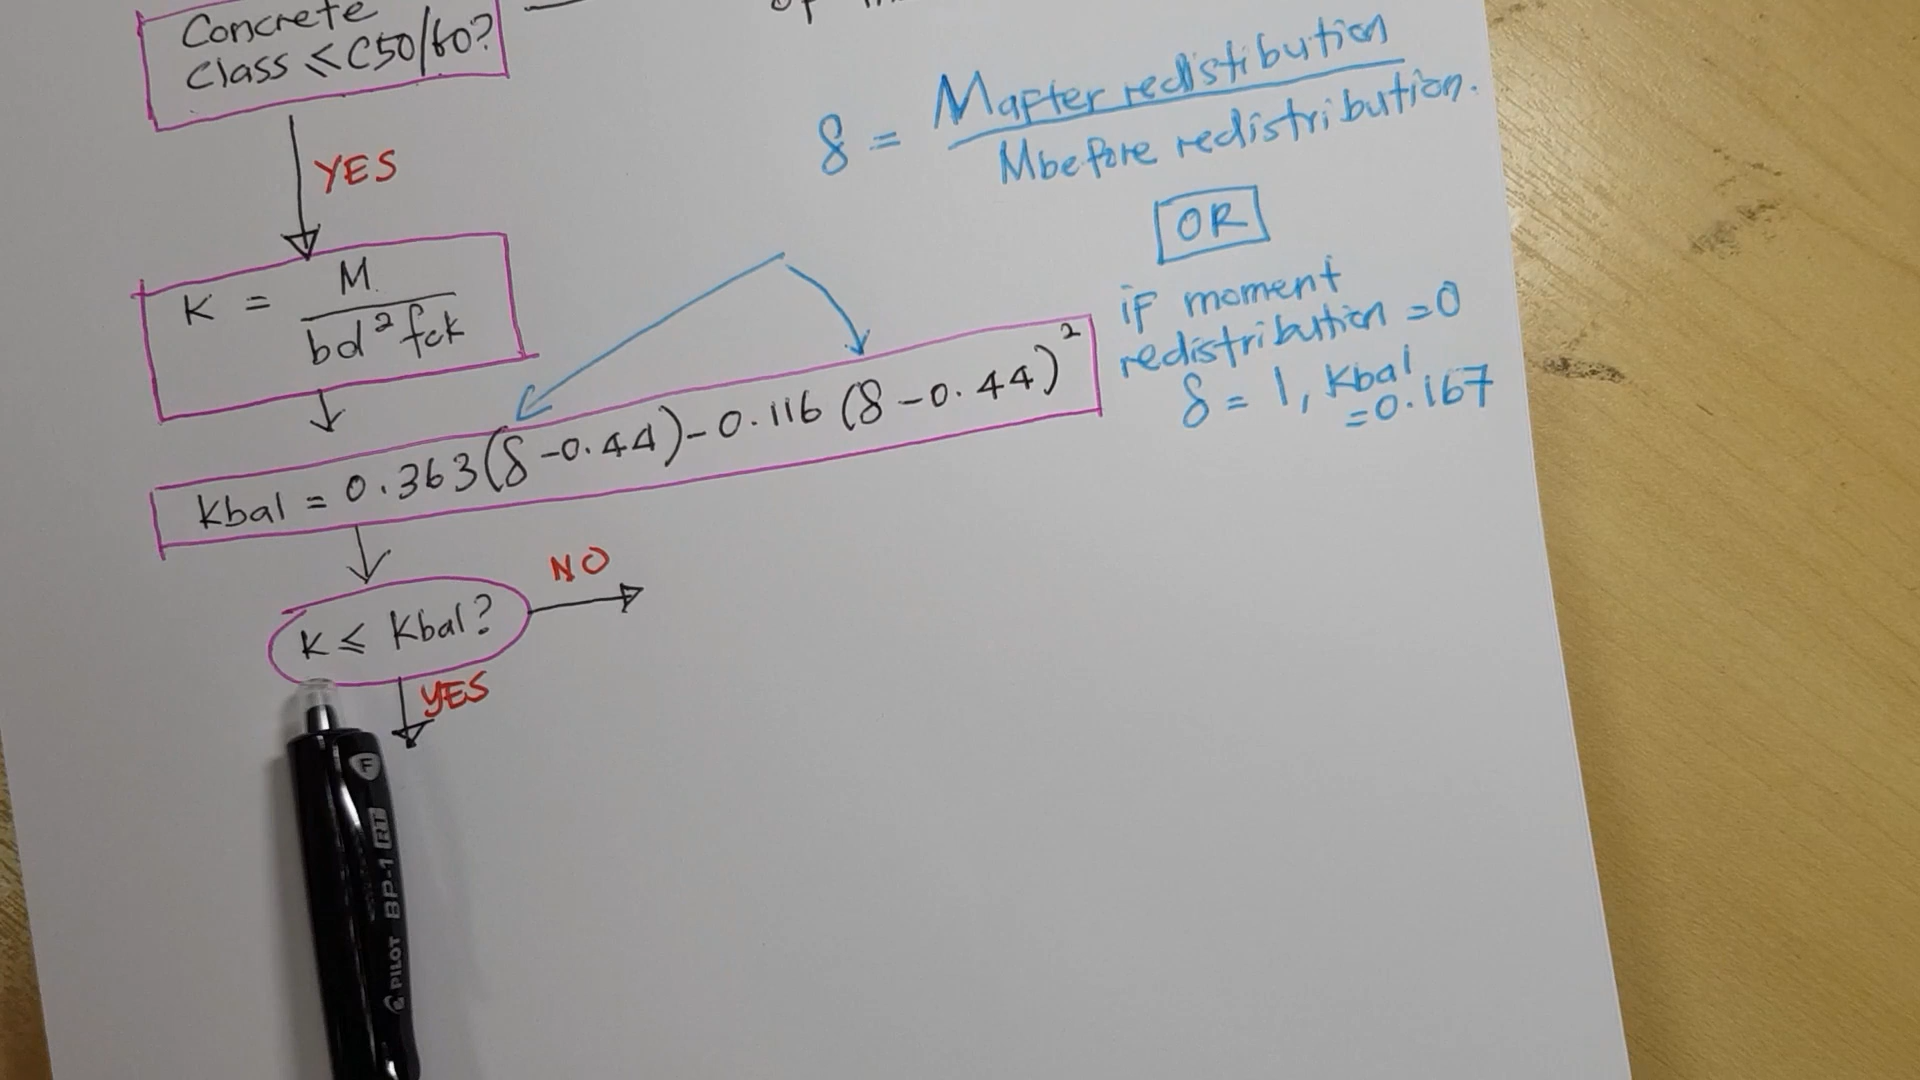 Concrete
Class ≤ C50/60?
YES
δ = Mafter redistibution / Mbefore redistribution.
OR
if moment
redistribution = 0
δ = 1, Kbal
= 0.167
K = M / bd²fck
Kbal = 0.363(δ - 0.44) - 0.116(δ - 0.44)²
K ≤ Kbal?
NO
YES
F
PILOT BP-1 RT